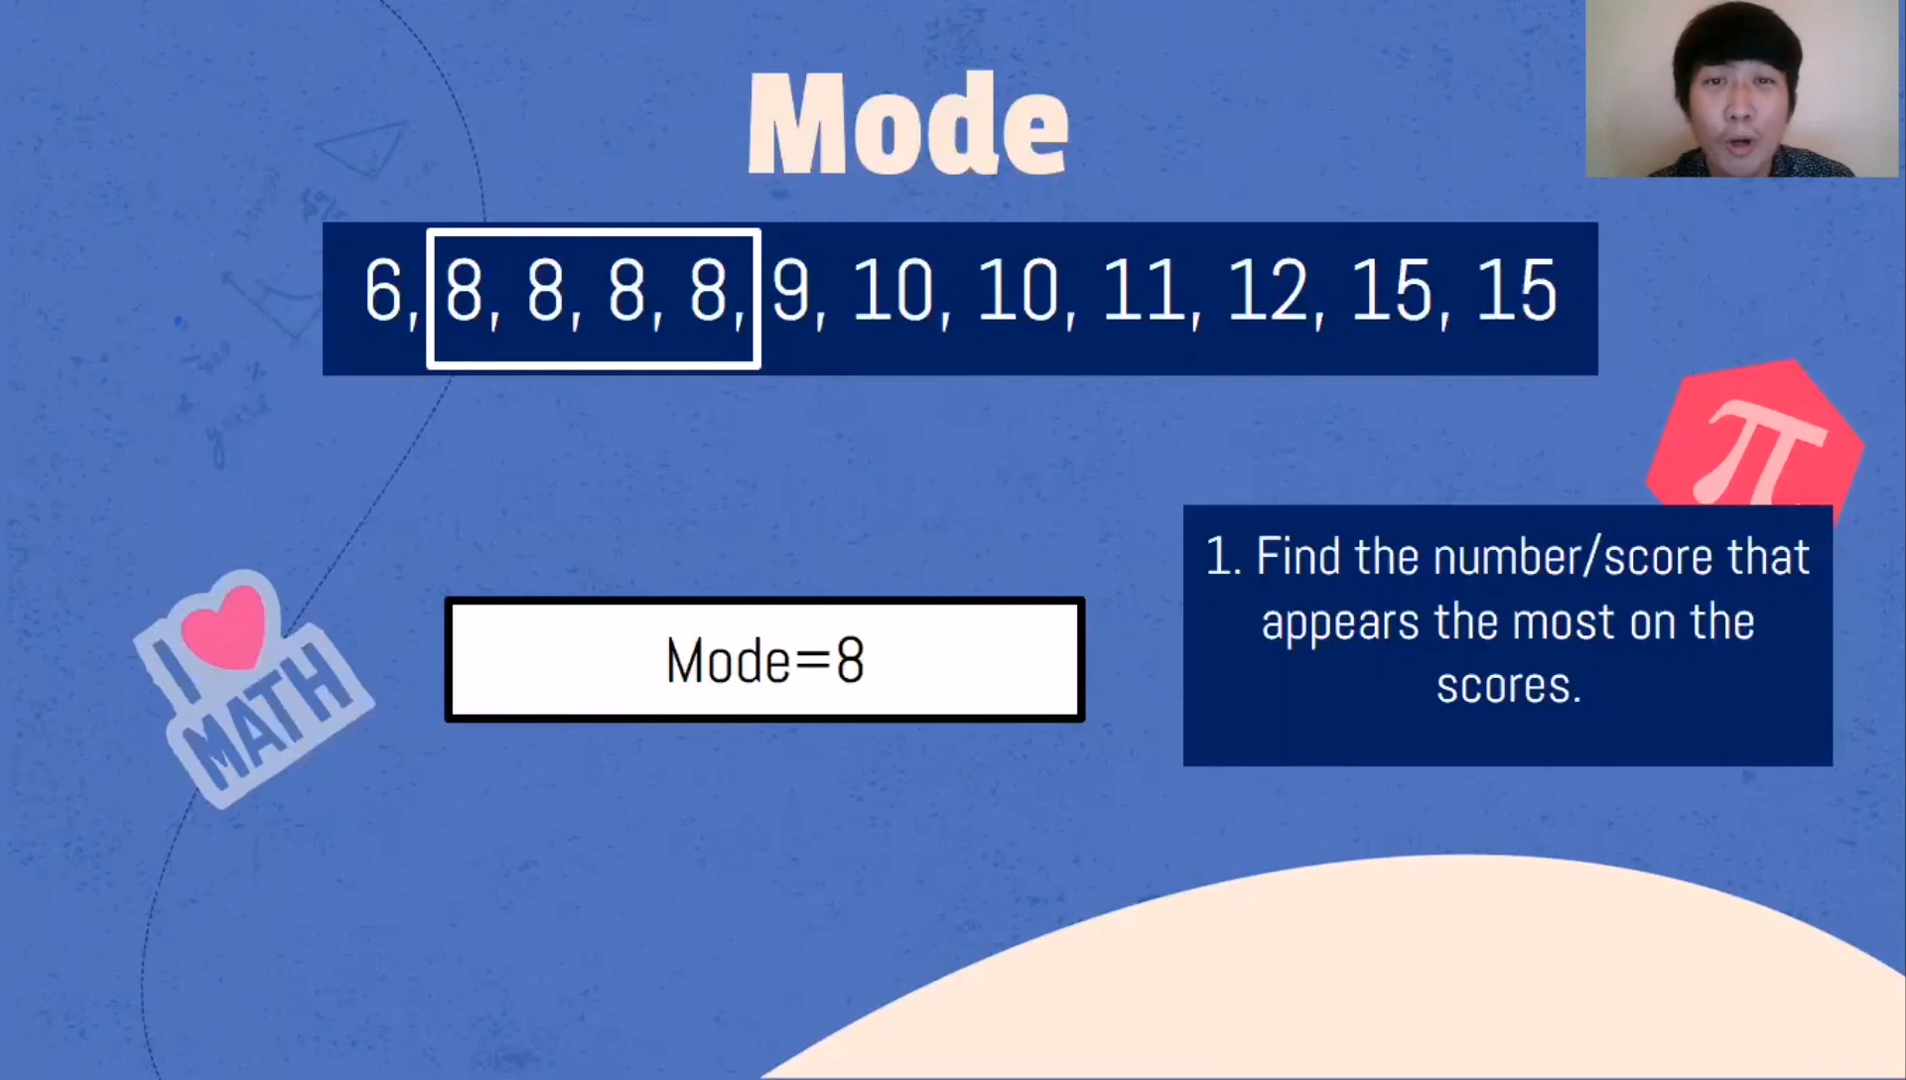 Mode
6, 8, 8, 8, 8, 9, 10, 10, 11, 12, 15, 15
π
1. Find the number/score that
appears the most on the
scores.
Mode=8
I
MATH